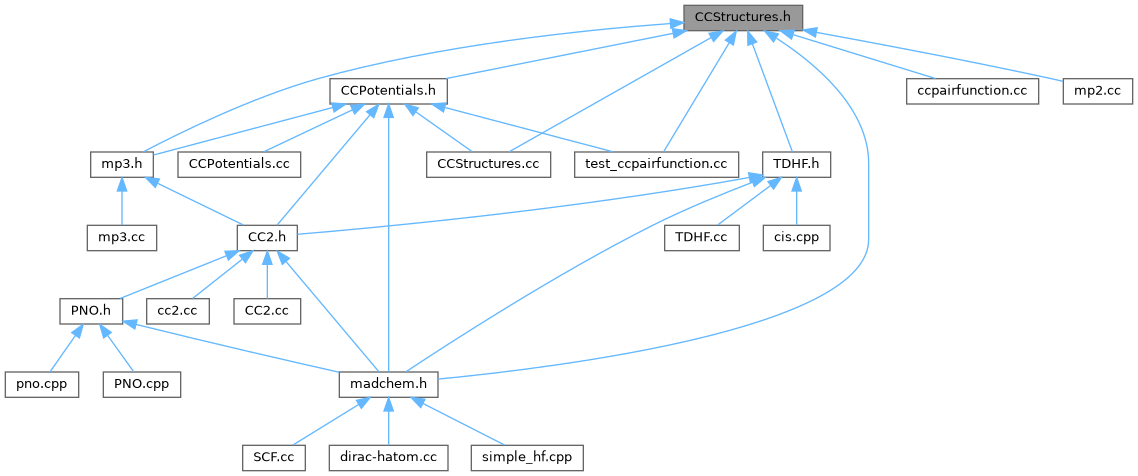 CCStructures.h
CCPotentials.h
ccpairfunction.cc
mp2.cc
mp3.h
CCPotentials.cc
CCStructures.cc
test_ccpairfunction.cc
TDHF.h
mp3.cc
CC2.h
TDHF.cc
cis.cpp
PNO.h
cc2.cc
CC2.cc
pno.cpp
PNO.cpp
madchem.h
SCF.cc
dirac-hatom.cc
simple_hf.cpp